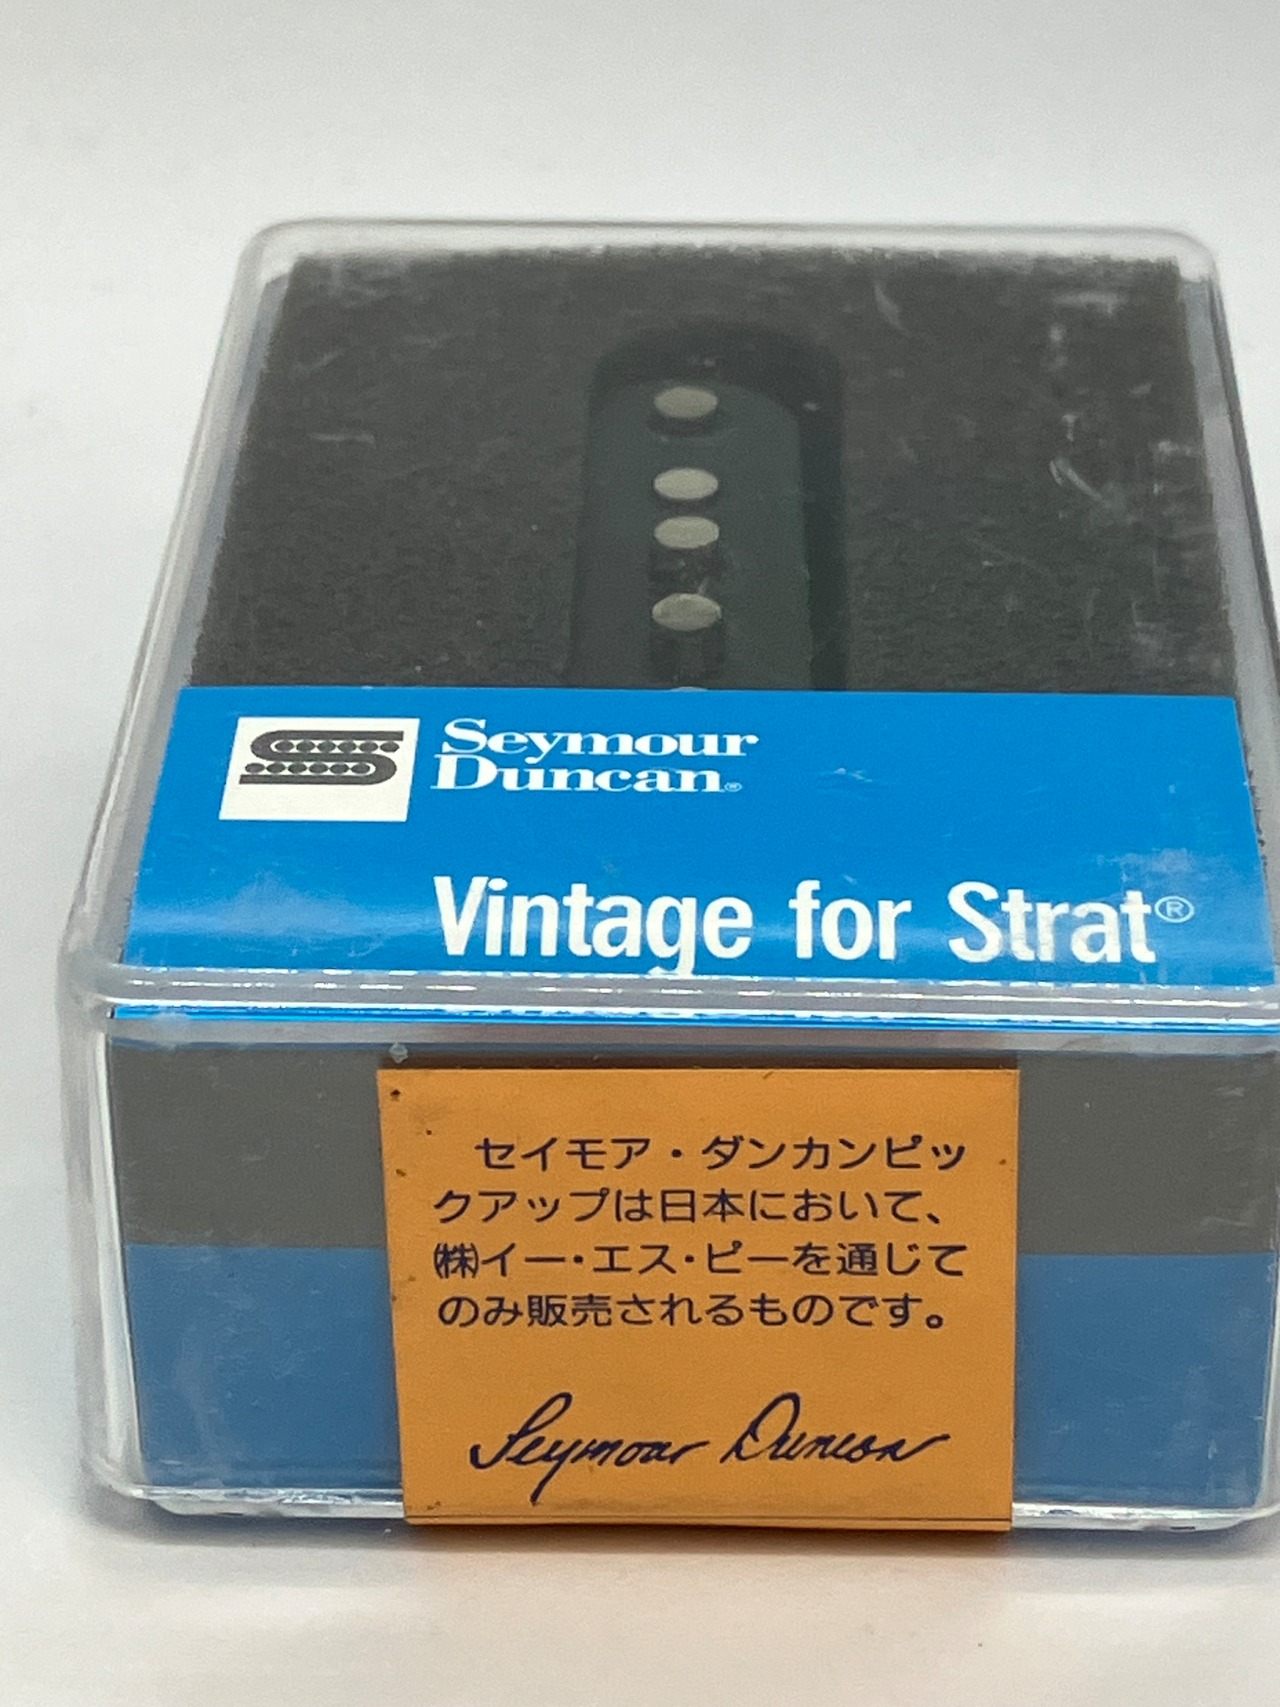 Seymour
Duncan®
Vintage for Strat®
セイモア・ダンカンピッ
クアップは日本において、
㈱イー・エス・ピーを通じて
のみ販売されるものです。
Seymour Duncan